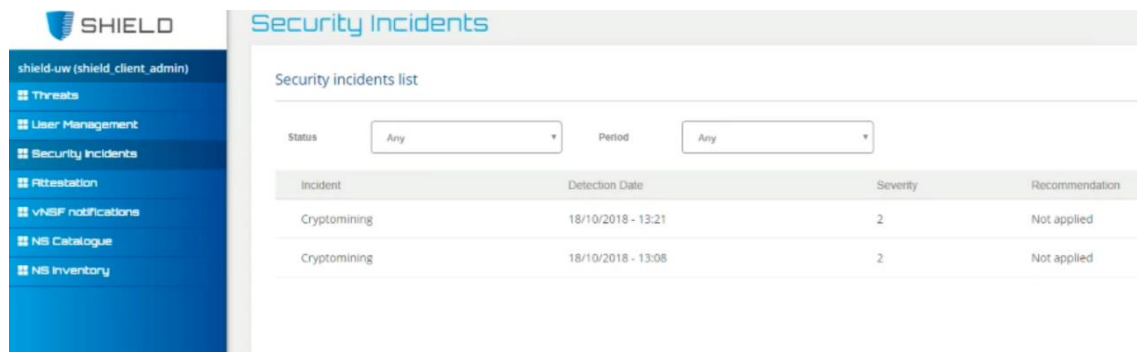 SHIELD
shield-uw (shield_client_admin)
Threats
User Management
Security Incidents
Attestation
vNSF notifications
NS Catalogue
NS Inventory
Security Incidents
Security incidents list
Status Any Period Any
Incident Detection Date Severity Recommendation
Cryptomining 18/10/2018 - 13:21 2 Not applied
Cryptomining 18/10/2018 - 13:08 2 Not applied